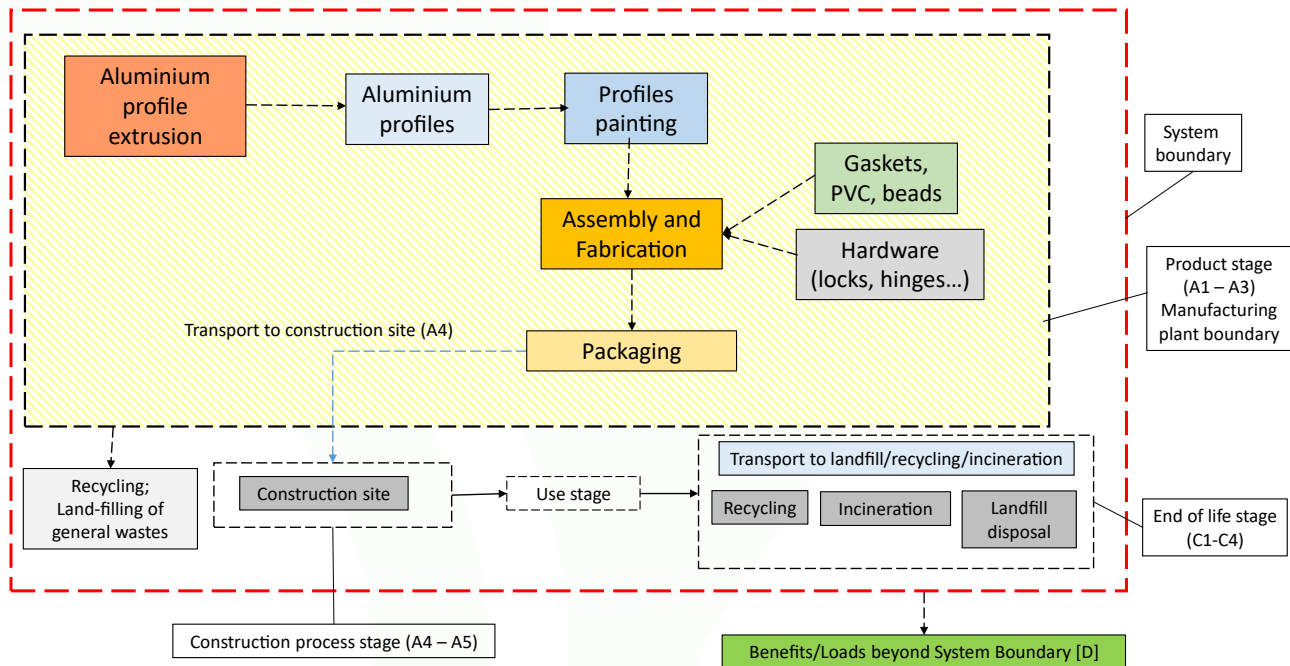 Aluminium
profile
extrusion
Aluminium
profiles
Profiles
painting
System
boundary
Gaskets,
PVC, beads
Assembly and
Fabrication
Hardware
(locks, hinges...)
Product stage
(A1 – A3)
Manufacturing
plant boundary
Transport to construction site (A4)
Packaging
Recycling;
Land-filling of
general wastes
Construction site
Use stage
Transport to landfill/recycling/incineration
Recycling
Incineration
Landfill
disposal
End of life stage
(C1-C4)
Construction process stage (A4 – A5)
Benefits/Loads beyond System Boundary [D]